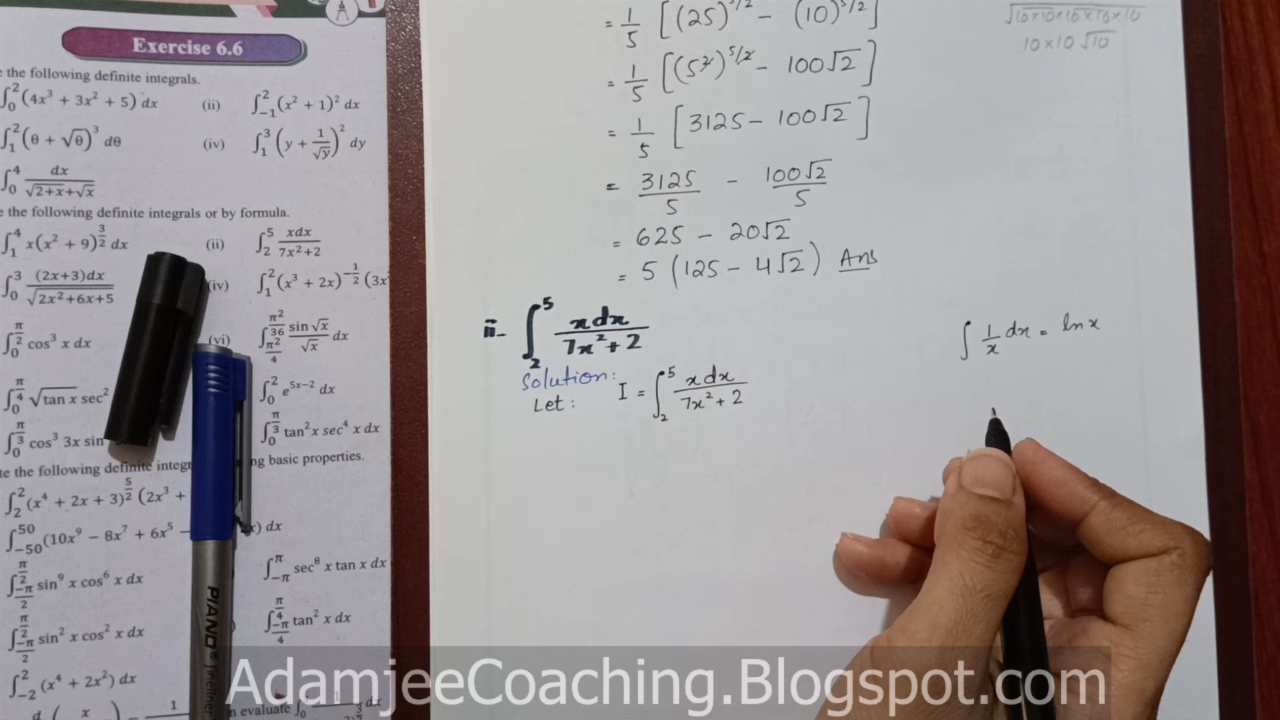 Exercise 6.6
the following definite integrals.
∫₀² (4x³ + 3x² + 5) dx (ii) ∫₋₁² (x² + 1)² dx
∫₁² (θ + √θ)³ dθ (iv) ∫₁³ (y + 1/√y)² dy
∫₀⁴ dx/(√2+x + √x)
the following definite integrals or by formula.
∫₁⁴ x(x² + 9)^(3/2) dx (ii) ∫₂⁵ xdx/(7x²+2)
∫₀³ (2x+3)dx/√(2x²+6x+5) (iv) ∫₁² (x³ + 2x)^(-1/2) (3x
∫₀^(π/2) cos³ x dx (vi) ∫_(π²/4)^(π²/36) sin √x/√x dx
∫₀^(π/4) √tan x sec² ∫₀² e^(5x−2) dx
∫₀^(π/3) cos³ 3x sin ∫₀^(π/3) tan² x sec⁴ x dx
the following definite integr ng basic properties.
∫₂² (x⁴ + 2x + 3)^(5/2) (2x³ +
∫₋₅₀⁵⁰ (10x⁹ − 8x⁷ + 6x⁵ − x) dx
∫_(−π/2)^(π/2) sin⁹ x cos⁶ x dx ∫_(−π)^π sec⁸ x tan x dx
∫_(−π/2)^(π/2) sin² x cos² x dx ∫_(−π/4)^(π/4) tan² x dx
∫₋₂² (x⁴ + 2x²) dx
evaluate ∫₀ dx
= 1/5 [(25)^(5/2) − (10)^(5/2)]
= 1/5 [(5²)^(5/2) − 100√2]
= 1/5 [3125 − 100√2]
= 3125/5 − 100√2/5
= 625 − 20√2
= 5 (125 − 4√2) Ans
√10×10×10×10×10
10×10√10
ii- ∫₂⁵ xdx/(7x²+2)
Solution:
Let: I = ∫₂⁵ xdx/(7x²+2)
∫ 1/x dx = ln x
PIANO
AdamjeeCoaching.Blogspot.com